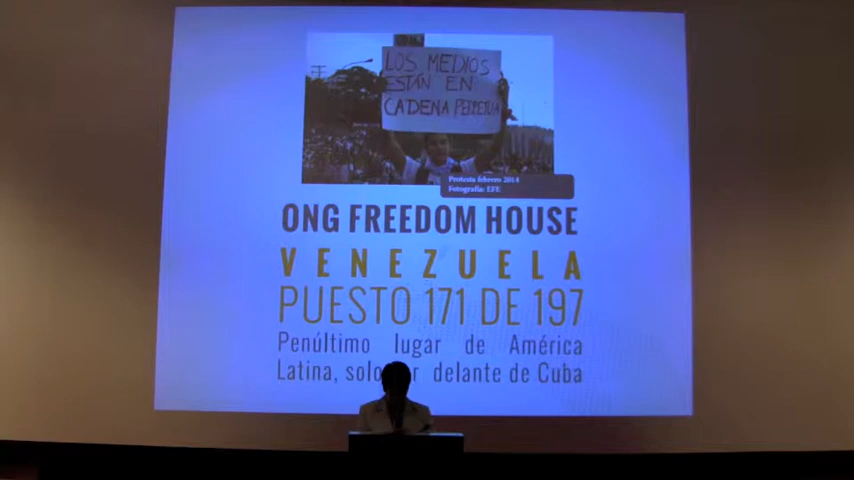 LOS MEDIOS
ESTÁN EN
CADENA PERPETUA
Protesta febrero 2014
Fotografía: EFE
ONG FREEDOM HOUSE
VENEZUELA
PUESTO 171 DE 197
Penúltimo lugar de América
Latina, solo delante de Cuba